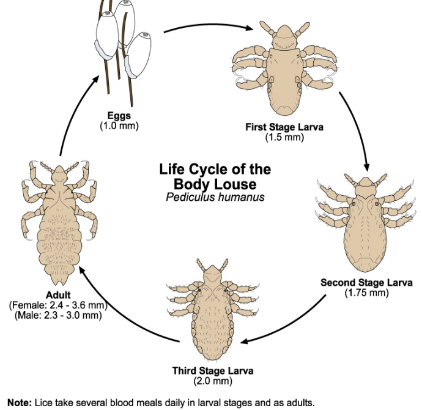 Eggs
(1.0 mm)
First Stage Larva
(1.5 mm)
Life Cycle of the
Body Louse
Pediculus humanus
Second Stage Larva
(1.75 mm)
Adult
(Female: 2.4 - 3.6 mm)
(Male: 2.3 - 3.0 mm)
Third Stage Larva
(2.0 mm)
Note: Lice take several blood meals daily in larval stages and as adults.